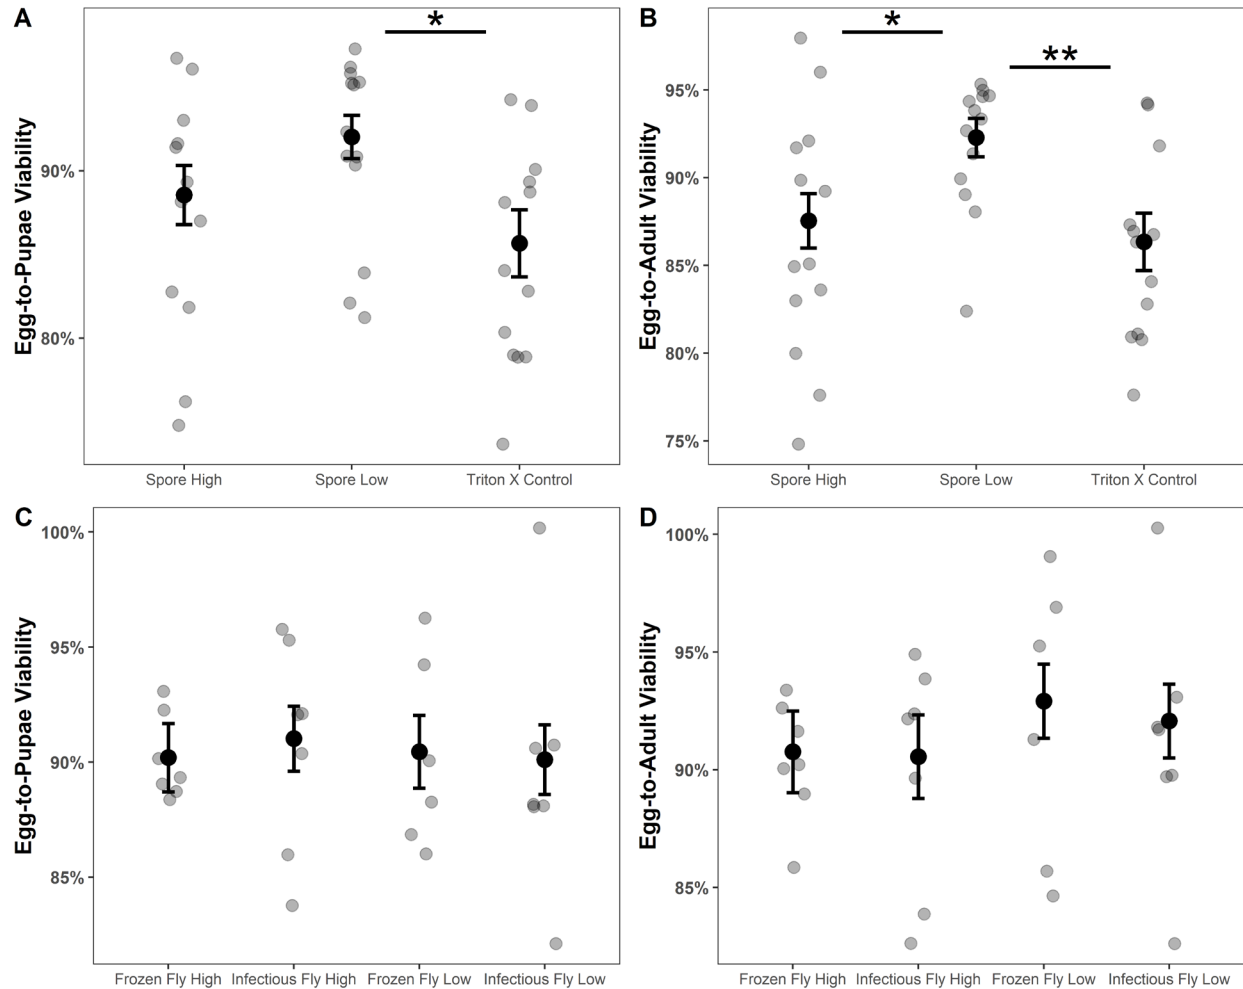 A
*
Egg-to-Pupae Viability
90%
80%
Spore High Spore Low Triton X Control
B
*
**
Egg-to-Adult Viability
95%
90%
85%
80%
75%
Spore High Spore Low Triton X Control
C
Egg-to-Pupae Viability
100%
95%
90%
85%
Frozen Fly High Infectious Fly High Frozen Fly Low Infectious Fly Low
D
Egg-to-Adult Viability
100%
95%
90%
85%
Frozen Fly High Infectious Fly High Frozen Fly Low Infectious Fly Low